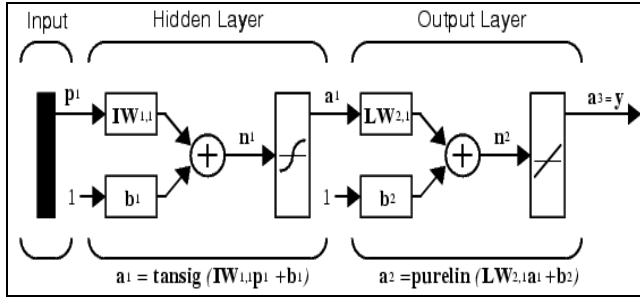 Input Hidden Layer Output Layer
p1 IW1,1 n1 a1 LW2,1 n2 a3= y
1 b1 1 b2
a1 = tansig (IW1,1p1 +b1) a2 =purelin (LW2,1a1+b2)